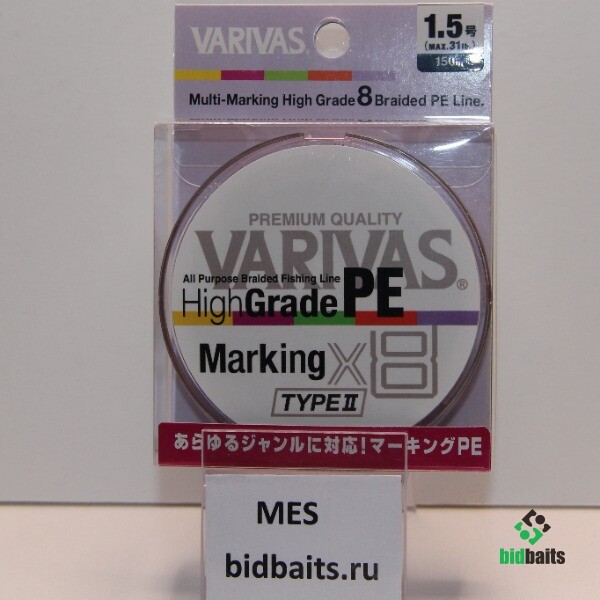 VARIVAS®
1.5号
(MAX.31lb.)
150m
Multi-Marking High Grade 8 Braided PE Line.
PREMIUM QUALITY
VARIVAS®
All Purpose Braided Fishing Line
HighGrade PE
Marking x8
TYPE II
あらゆるジャンルに対応!マーキングPE
MES
bidbaits.ru
bidbaits